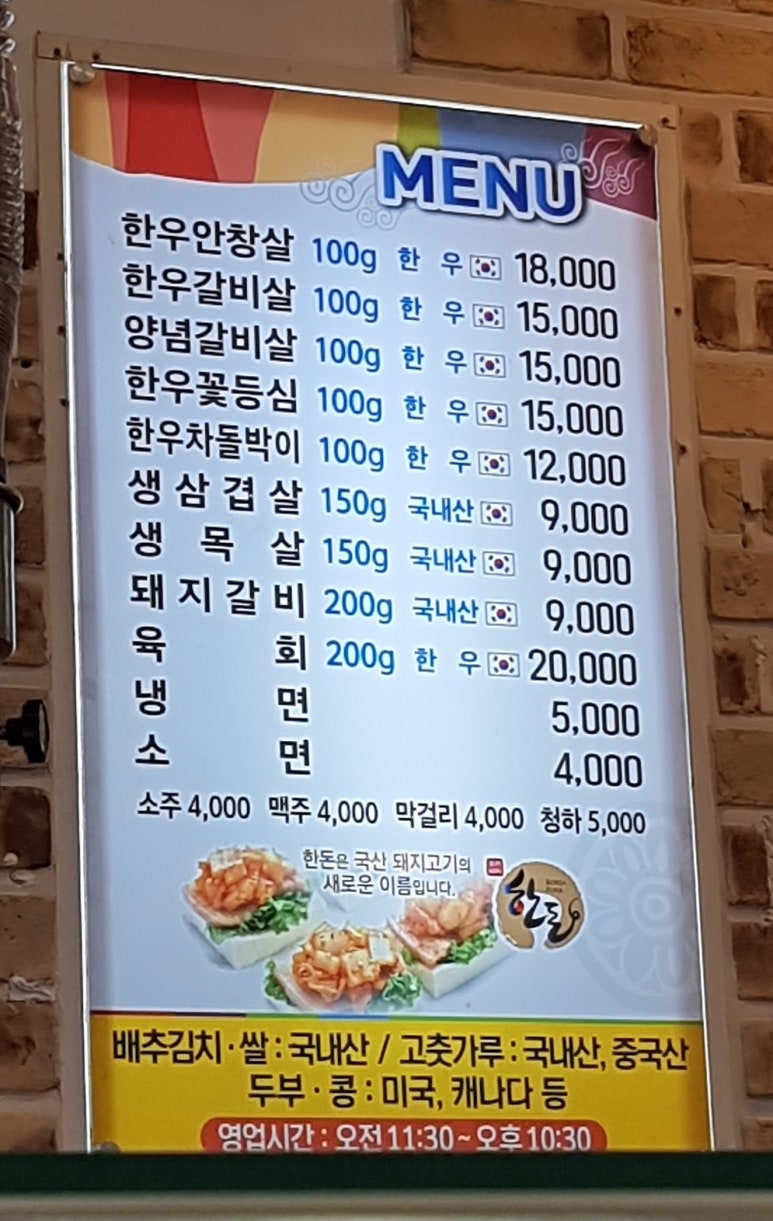 MENU
한우안창살 100g 한 우 18,000
한우갈비살 100g 한 우 15,000
양념갈비살 100g 한 우 15,000
한우꽃등심 100g 한 우 15,000
한우차돌박이 100g 한 우 12,000
생삼겹살 150g 국내산 9,000
생목살 150g 국내산 9,000
돼지갈비 200g 국내산 9,000
육회 200g 한 우 20,000
냉면 5,000
소면 4,000
소주 4,000 맥주 4,000 막걸리 4,000 청하 5,000
한돈은 국산 돼지고기의
새로운 이름입니다.
한돈
배추김치·쌀 : 국내산 / 고춧가루 : 국내산, 중국산
두부·콩 : 미국, 캐나다 등
영업시간 : 오전 11:30 ~ 오후 10:30